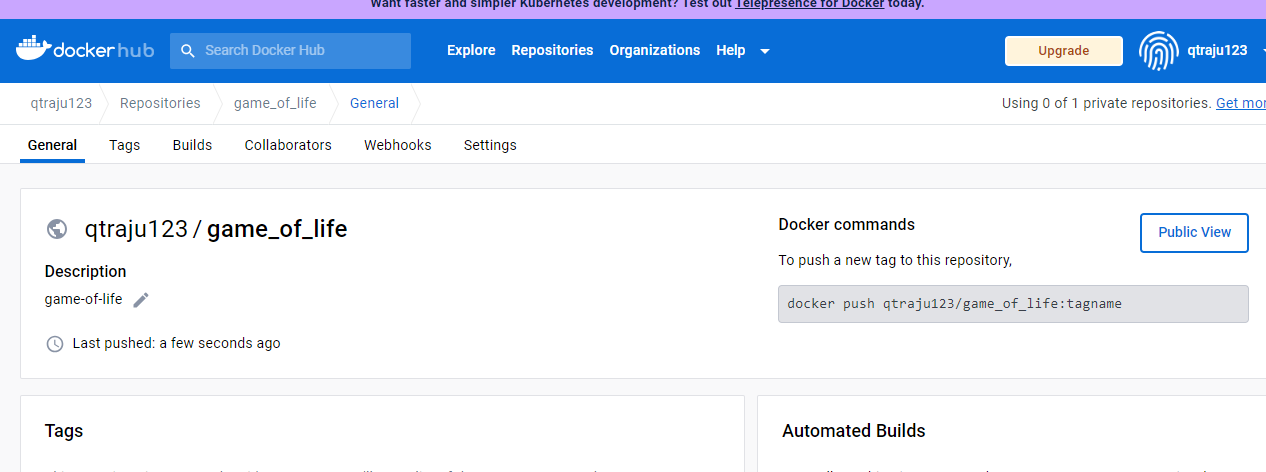 Want faster and simpler Kubernetes development? Test out Telepresence for Docker today.
dockerhub Search Docker Hub Explore Repositories Organizations Help Upgrade qtraju123
qtraju123 Repositories game_of_life General Using 0 of 1 private repositories. Get mor
General Tags Builds Collaborators Webhooks Settings
qtraju123 / game_of_life
Description
game-of-life
Last pushed: a few seconds ago
Docker commands
Public View
To push a new tag to this repository,
docker push qtraju123/game_of_life:tagname
Tags
Automated Builds